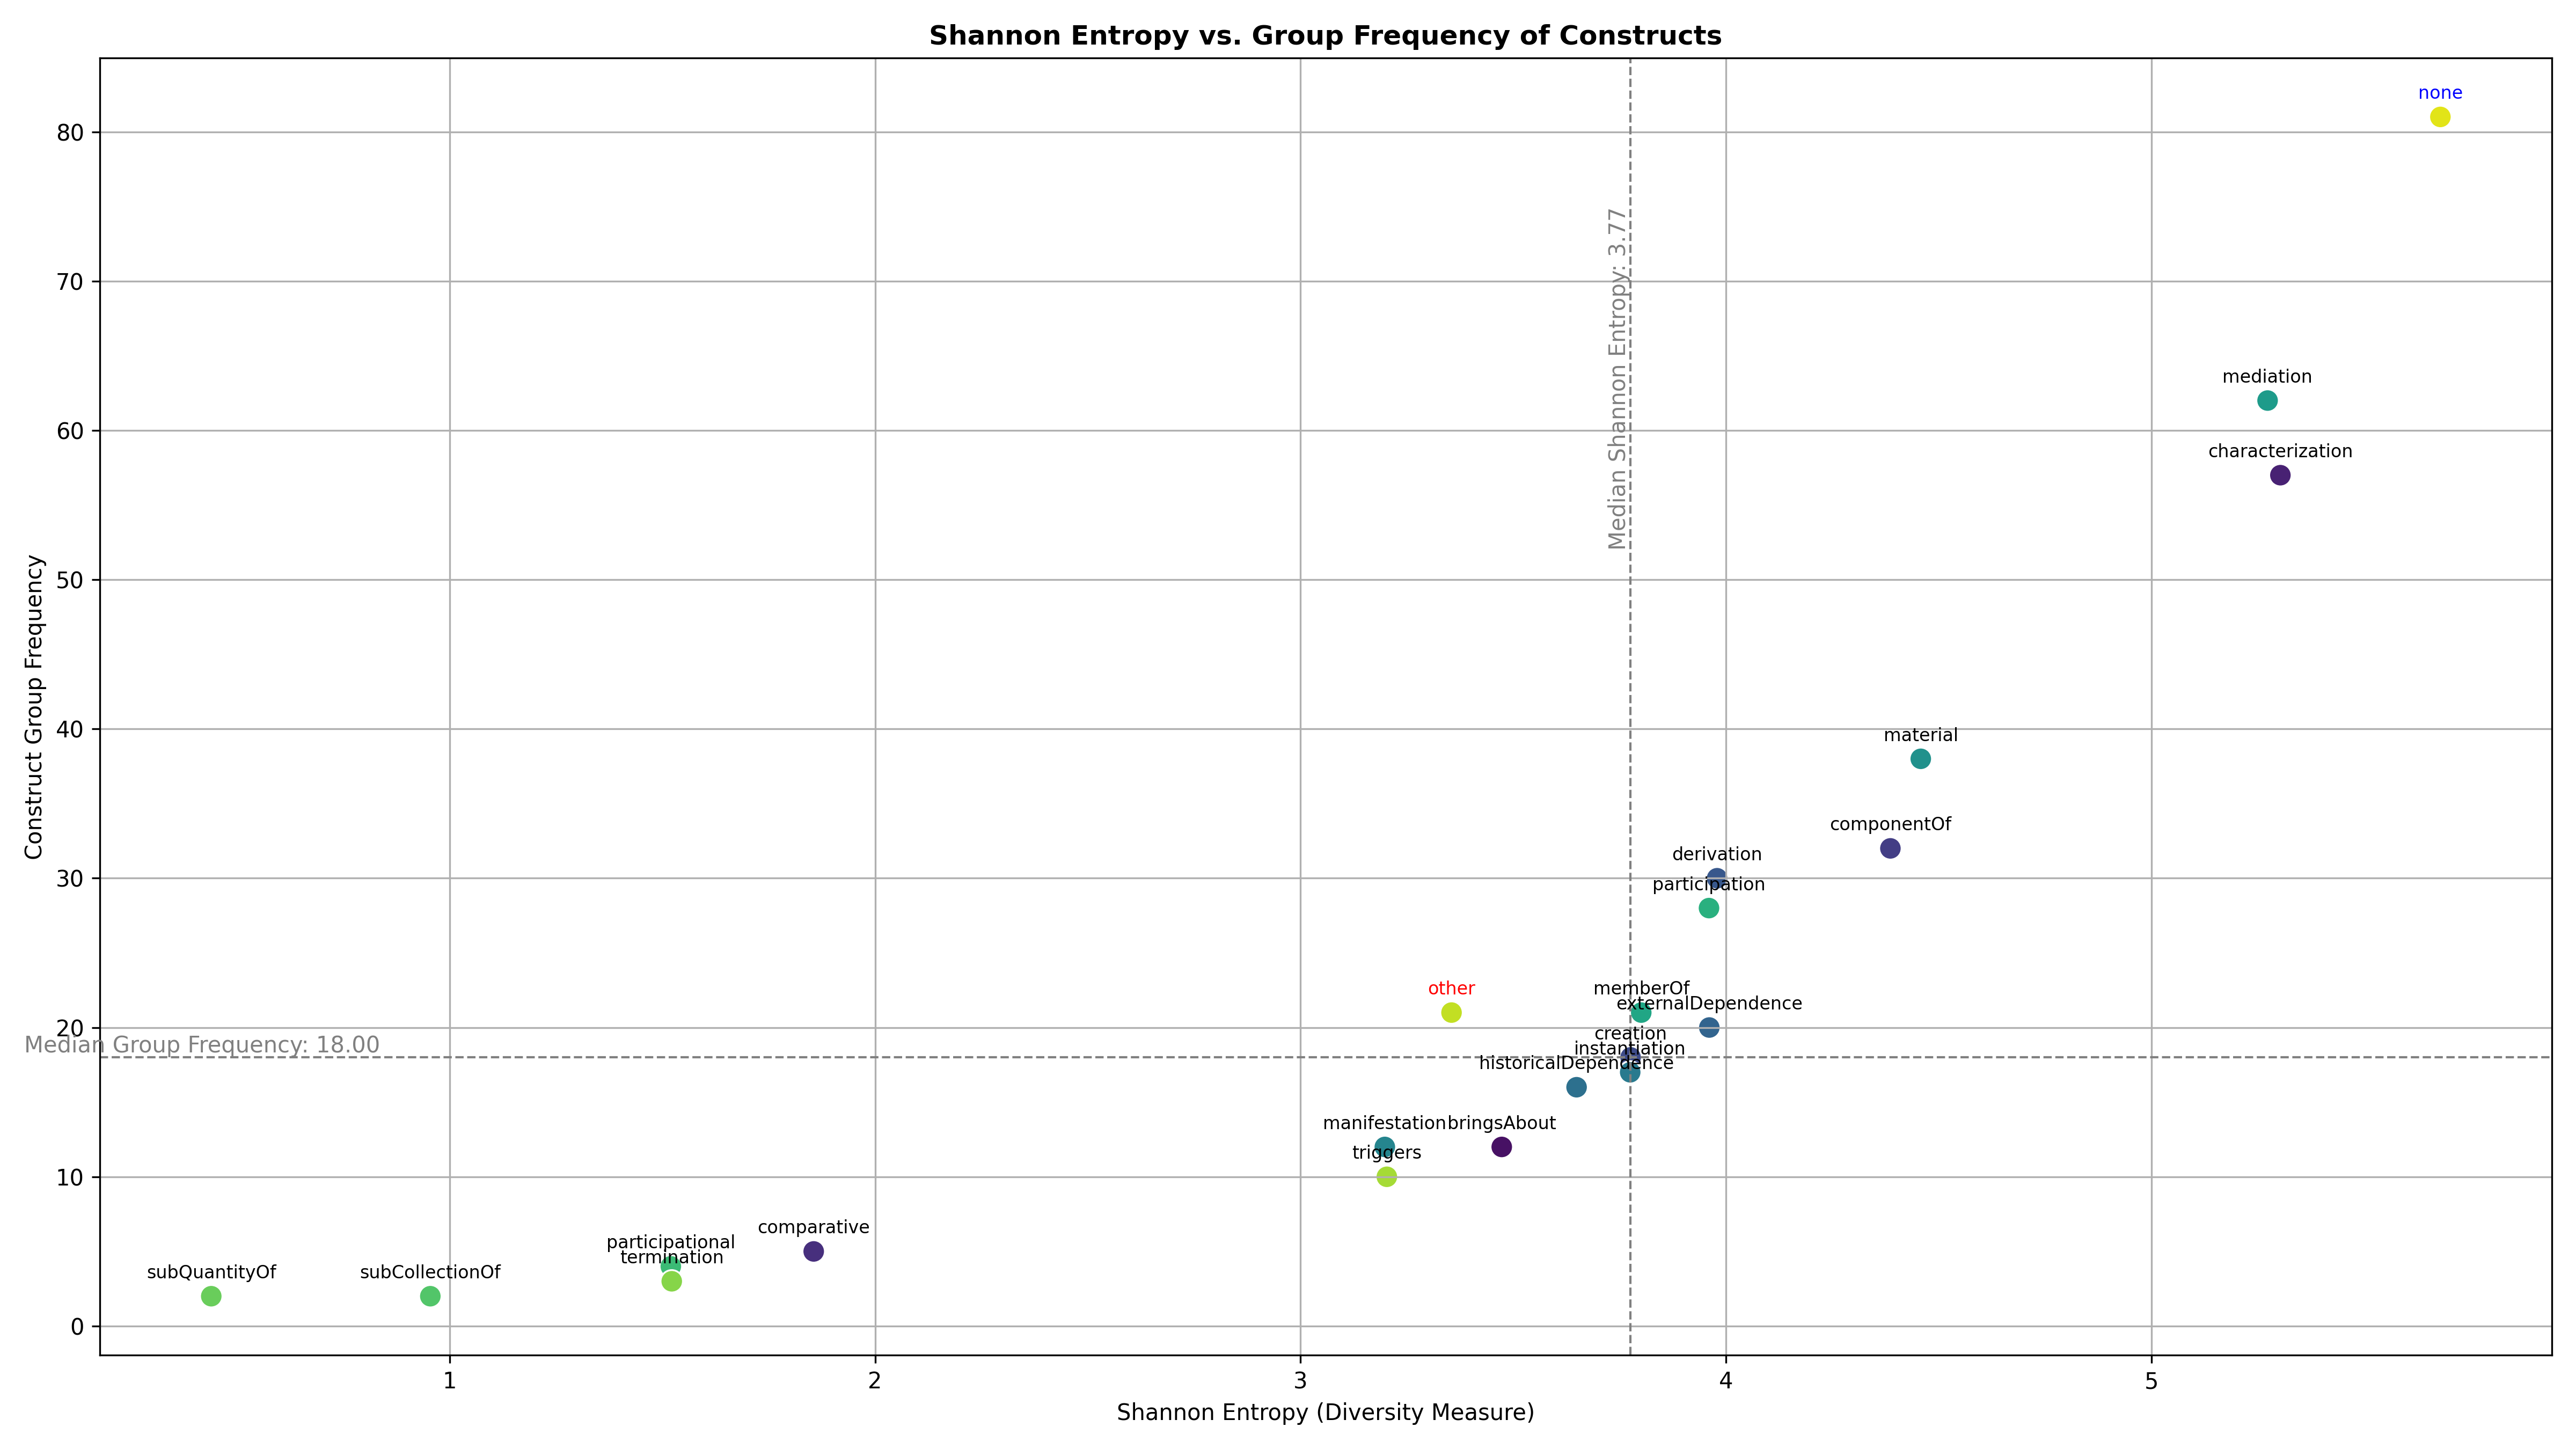 Shannon Entropy vs. Group Frequency of Constructs
none
80
Median Shannon Entropy: 3.77
70
mediation
60
characterization
50
Construct Group Frequency
40
material
componentOf
derivation
30
participation
other
memberOf
externalDependence
20
creation
Median Group Frequency: 18.00
instantiation
historicalDependence
manifestation
bringsAbout
triggers
10
participational
comparative
termination
subQuantityOf
subCollectionOf
0
1 2 3 4 5
Shannon Entropy (Diversity Measure)